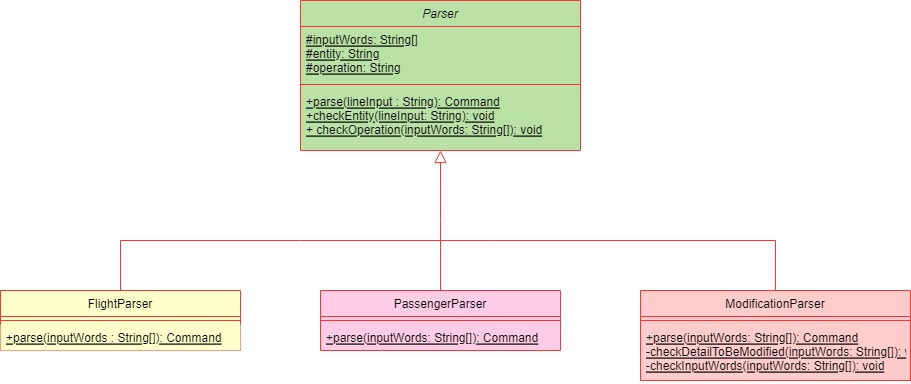 Parser
#inputWords: String[]
#entity: String
#operation: String
+parse(lineInput : String): Command
+checkEntity(lineInput: String): void
+ checkOperation(inputWords: String[]): void
FlightParser
+parse(inputWords : String[]): Command
PassengerParser
+parse(inputWords: String[]): Command
ModificationParser
+parse(inputWords: String[]): Command
-checkDetailToBeModified(inputWords: String[]):
-checkInputWords(inputWords: String[]): void